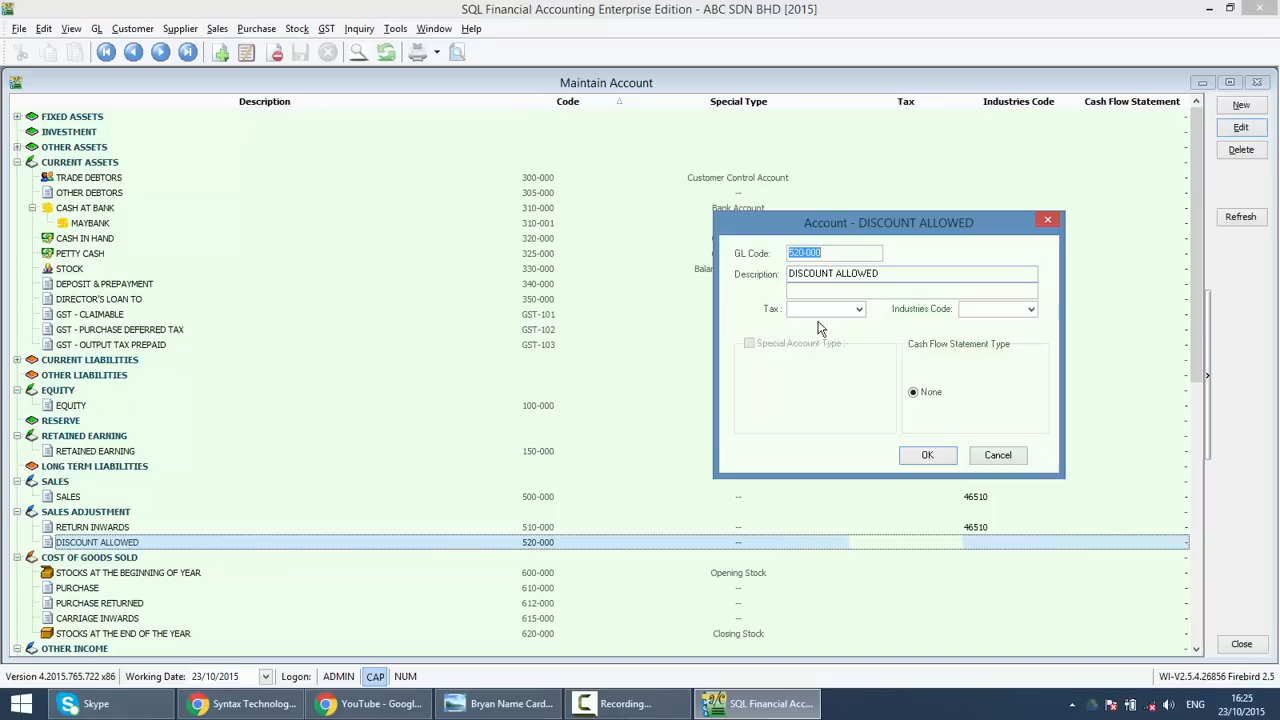 SQL Financial Accounting Enterprise Edition - ABC SDN BHD [2015]
File Edit View GL Customer Supplier Sales Purchase Stock GST Inquiry Tools Window Help
Maintain Account
Description Code Special Type Tax Industries Code Cash Flow Statement
New
Edit
Delete
Refresh
Close
FIXED ASSETS -
INVESTMENT -
OTHER ASSETS -
CURRENT ASSETS -
TRADE DEBTORS 300-000 Customer Control Account -
OTHER DEBTORS 305-000 -- -
CASH AT BANK 310-000 Bank Account -
MAYBANK 310-001 -
CASH IN HAND 320-000 -
PETTY CASH 325-000 -
STOCK 330-000 -
DEPOSIT & PREPAYMENT 340-000 -
DIRECTOR'S LOAN TO 350-000 -
GST - CLAIMABLE GST-101 -
GST - PURCHASE DEFERRED TAX GST-102 -
GST - OUTPUT TAX PREPAID GST-103 -
CURRENT LIABILITIES -
OTHER LIABILITIES -
EQUITY -
EQUITY 100-000 -
RESERVE -
RETAINED EARNING -
RETAINED EARNING 150-000 -
LONG TERM LIABILITIES -
SALES -
SALES 500-000 -- 46510 -
SALES ADJUSTMENT -
RETURN INWARDS 510-000 -- 46510 -
DISCOUNT ALLOWED 520-000 -- -
COST OF GOODS SOLD -
STOCKS AT THE BEGINNING OF YEAR 600-000 Opening Stock -
PURCHASE 610-000 -- -
PURCHASE RETURNED 612-000 -- -
CARRIAGE INWARDS 615-000 -- -
STOCKS AT THE END OF THE YEAR 620-000 Closing Stock -
OTHER INCOME -
Account - DISCOUNT ALLOWED
GL Code: 520-000
Description: DISCOUNT ALLOWED
Tax : Industries Code:
Special Account Type :- Cash Flow Statement Type
None
OK Cancel
Version 4.2015.765.722 x86 Working Date: 23/10/2015 Logon: ADMIN CAP NUM WI-V2.5.4.26856 Firebird 2.5
Skype Syntax Technolog... YouTube - Googl... Bryan Name Card... Recording... SQL Financial Acc...
16:25
23/10/2015